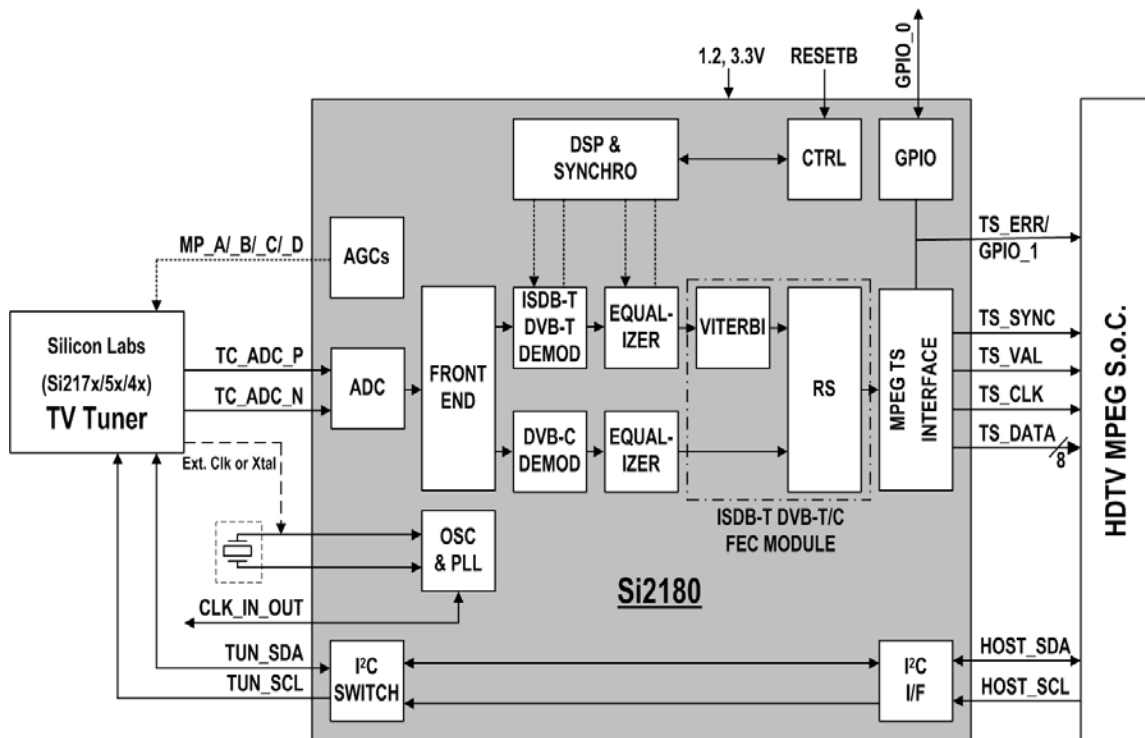 1.2, 3.3V
RESETB
GPIO_0
DSP &
SYNCHRO
CTRL
GPIO
MP_A/_B/_C/_D
AGCs
TS_ERR/
GPIO_1
Silicon Labs
(Si217x/5x/4x)
TV Tuner
TC_ADC_P
TC_ADC_N
ADC
FRONT
END
ISDB-T
DVB-T
DEMOD
EQUAL-
IZER
VITERBI
RS
MPEG TS
INTERFACE
TS_SYNC
TS_VAL
TS_CLK
TS_DATA
8
HDTV MPEG S.o.C.
DVB-C
DEMOD
EQUAL-
IZER
Ext. Clk or Xtal
ISDB-T DVB-T/C
FEC MODULE
OSC
& PLL
Si2180
CLK_IN_OUT
TUN_SDA
TUN_SCL
I²C
SWITCH
I²C
I/F
HOST_SDA
HOST_SCL